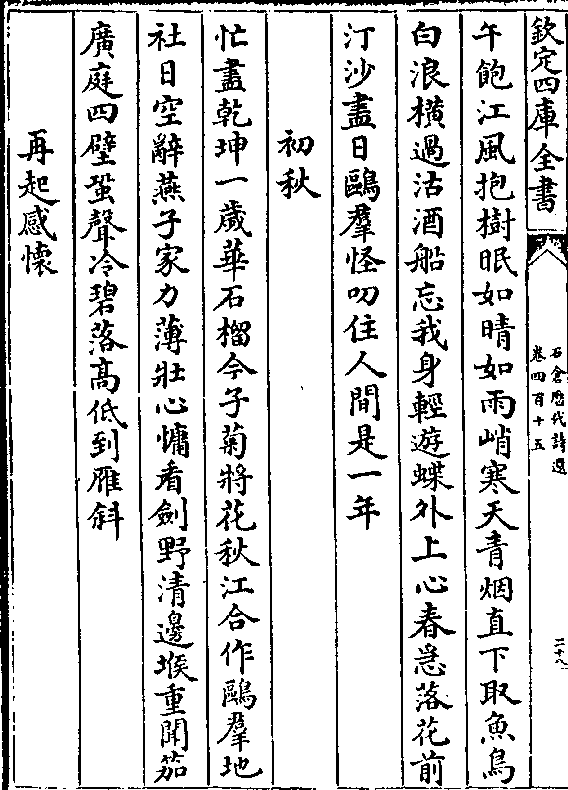 欽定四庫全書
石倉歷代詩選
卷四百十五
二十八
午飽江風抱樹眠如晴如雨峭寒天青烟直下取魚鳥
白浪橫過沽酒船忘我身輕遊蝶外上心春急落花前
汀沙盡日鷗羣怪叨住人間是一年
初秋
忙盡乾坤一歲華石榴今子菊將花秋江合作鷗羣地
社日空辭燕子家力薄壯心慵看劍野清邊堠重聞笳
廣庭四壁蛩聲冷碧落高低到雁斜
再起感懷